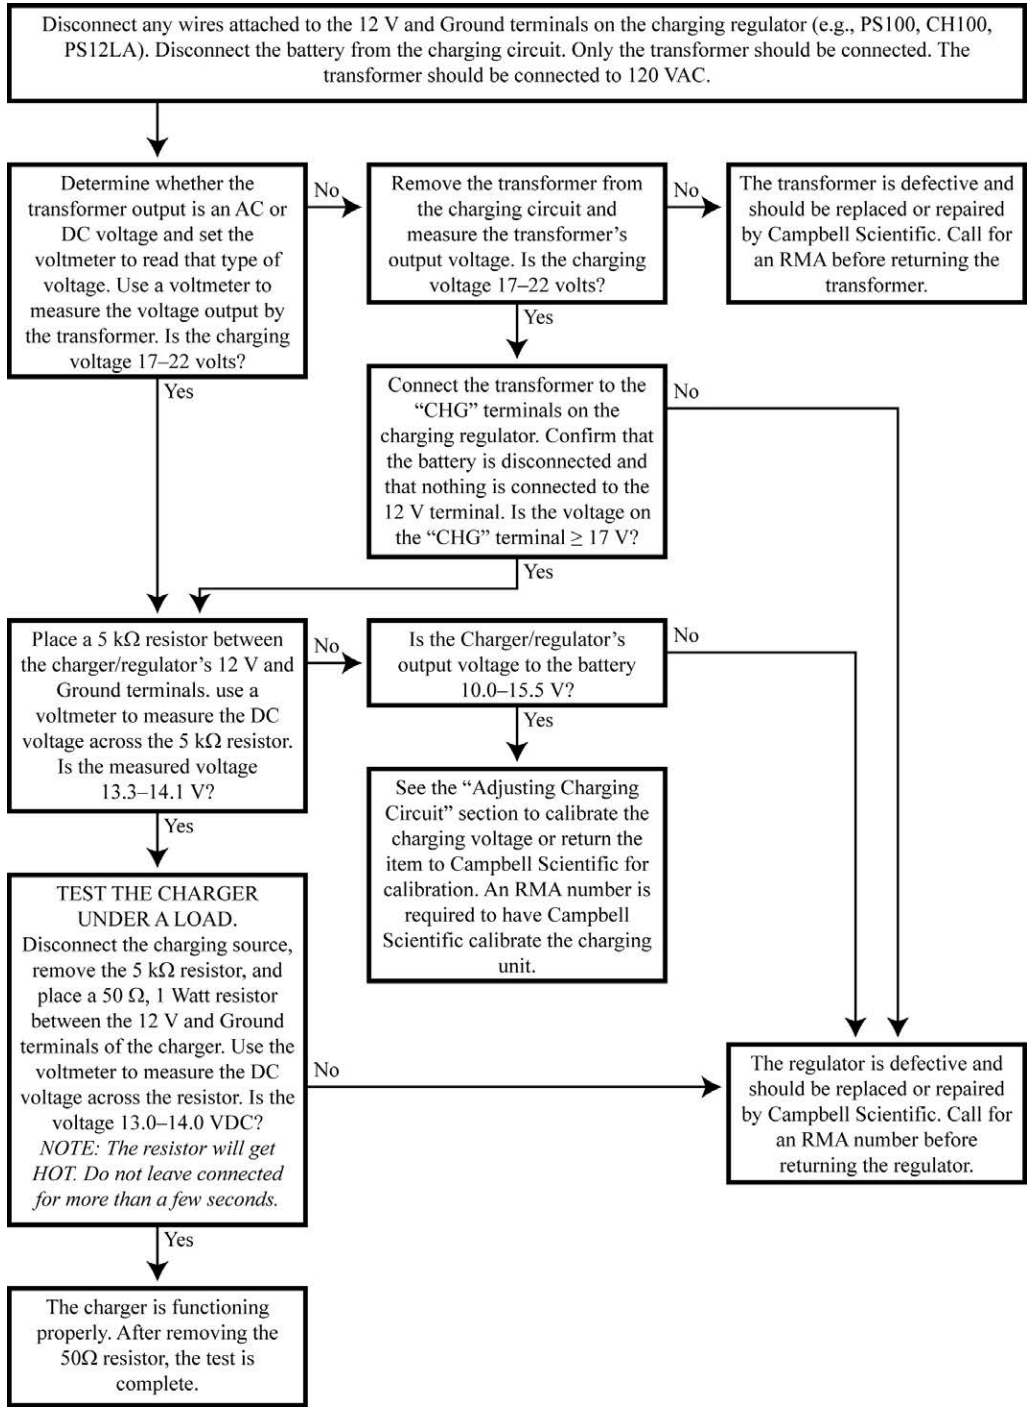 Disconnect any wires attached to the 12 V and Ground terminals on the charging regulator (e.g., PS100, CH100,
PS12LA). Disconnect the battery from the charging circuit. Only the transformer should be connected. The
transformer should be connected to 120 VAC.
Determine whether the
transformer output is an AC or
DC voltage and set the
voltmeter to read that type of
voltage. Use a voltmeter to
measure the voltage output by
the transformer. Is the charging
voltage 17–22 volts?
No
Remove the transformer from
the charging circuit and
measure the transformer’s
output voltage. Is the charging
voltage 17–22 volts?
No
The transformer is defective and
should be replaced or repaired
by Campbell Scientific. Call for
an RMA before returning the
transformer.
Yes
Yes
Connect the transformer to the
“CHG” terminals on the
charging regulator. Confirm that
the battery is disconnected and
that nothing is connected to the
12 V terminal. Is the voltage on
the “CHG” terminal ≥ 17 V?
No
Yes
Place a 5 kΩ resistor between
the charger/regulator’s 12 V and
Ground terminals. use a
voltmeter to measure the DC
voltage across the 5 kΩ resistor.
Is the measured voltage
13.3–14.1 V?
No
Is the Charger/regulator’s
output voltage to the battery
10.0–15.5 V?
No
Yes
Yes
See the “Adjusting Charging
Circuit” section to calibrate the
charging voltage or return the
item to Campbell Scientific for
calibration. An RMA number is
required to have Campbell
Scientific calibrate the charging
unit.
TEST THE CHARGER
UNDER A LOAD.
Disconnect the charging source,
remove the 5 kΩ resistor, and
place a 50 Ω, 1 Watt resistor
between the 12 V and Ground
terminals of the charger. Use the
voltmeter to measure the DC
voltage across the resistor. Is the
voltage 13.0–14.0 VDC?
NOTE: The resistor will get
HOT. Do not leave connected
for more than a few seconds.
No
The regulator is defective and
should be replaced or repaired
by Campbell Scientific. Call for
an RMA number before
returning the regulator.
Yes
The charger is functioning
properly. After removing the
50Ω resistor, the test is
complete.